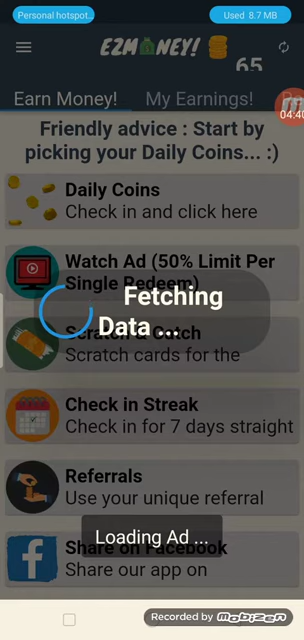 Personal hotspot..
Used 8.7 MB
EZMONEY!
65
04:40
Earn Money!
My Earnings!
Friendly advice : Start by
picking your Daily Coins... :)
Daily Coins
Check in and click here
Watch Ad (50% Limit Per
Single Redeem)
Fetching
Data ...
Scratch & Catch
Scratch cards for the
Check in Streak
Check in for 7 days straight
Referrals
Use your unique referral
Loading Ad ...
Share on Facebook
Share our app on
Recorded by Mobizen